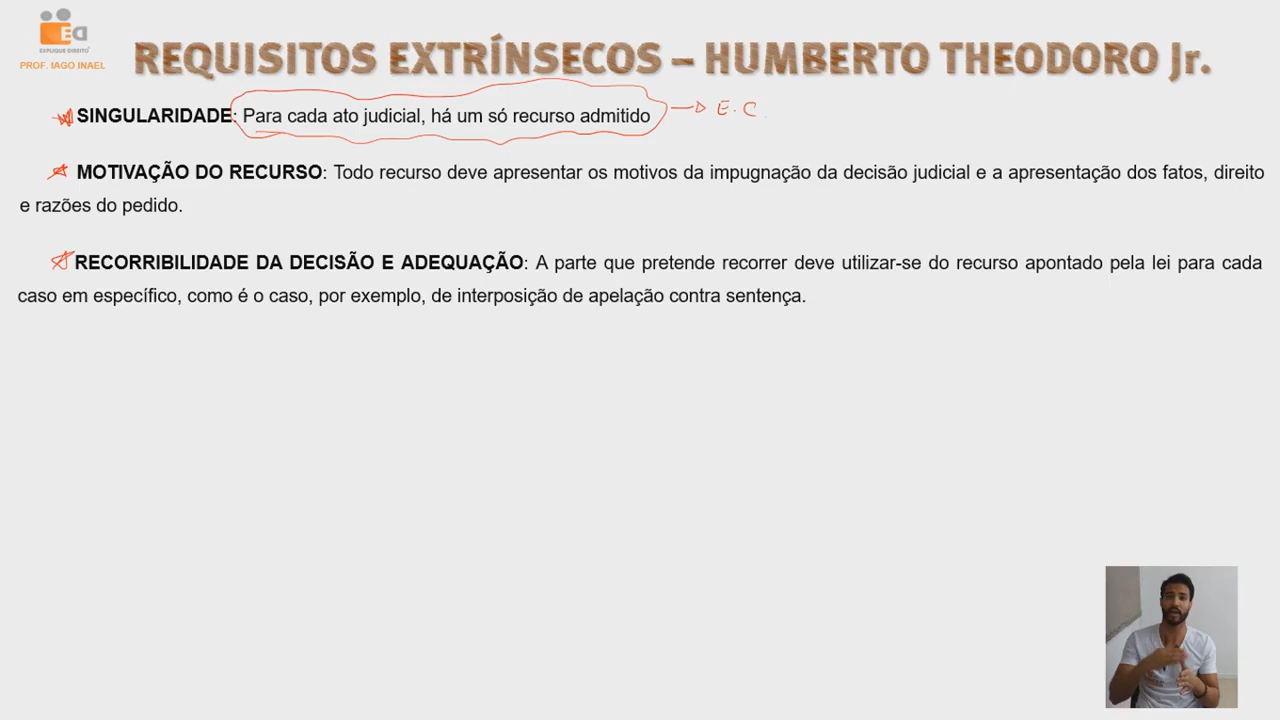 ED
EXPLIQUE DIREITO
PROF. IAGO INAEL
REQUISITOS EXTRÍNSECOS – HUMBERTO THEODORO Jr.
SINGULARIDADE: Para cada ato judicial, há um só recurso admitido → E.C
MOTIVAÇÃO DO RECURSO: Todo recurso deve apresentar os motivos da impugnação da decisão judicial e a apresentação dos fatos, direito
e razões do pedido.
RECORRIBILIDADE DA DECISÃO E ADEQUAÇÃO: A parte que pretende recorrer deve utilizar-se do recurso apontado pela lei para cada
caso em específico, como é o caso, por exemplo, de interposição de apelação contra sentença.